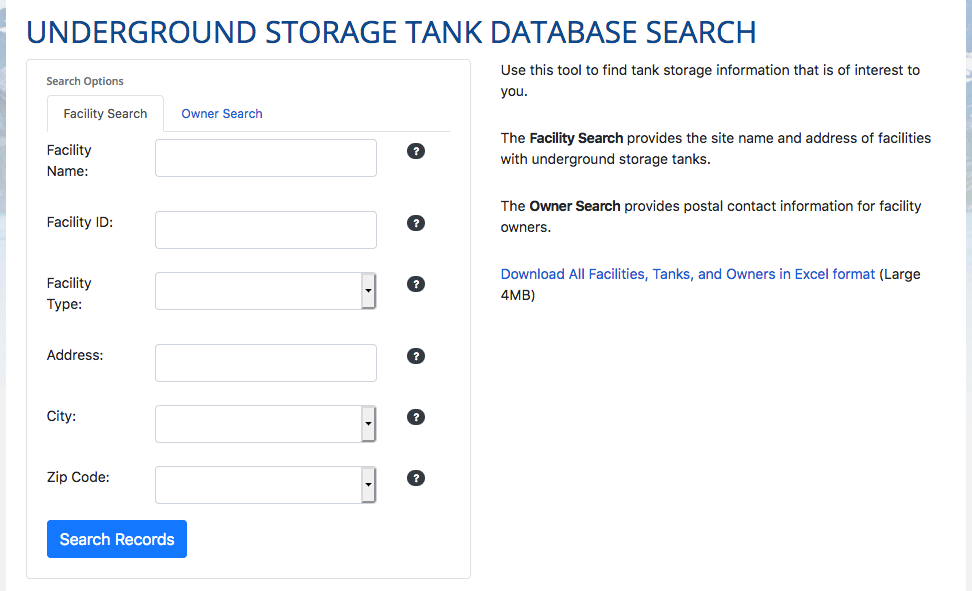 UNDERGROUND STORAGE TANK DATABASE SEARCH
Search Options
Facility Search
Owner Search
Facility
Name:
?
Facility ID:
?
Facility
Type:
?
Address:
?
City:
?
Zip Code:
?
Search Records
Use this tool to find tank storage information that is of interest to
you.
The Facility Search provides the site name and address of facilities
with underground storage tanks.
The Owner Search provides postal contact information for facility
owners.
Download All Facilities, Tanks, and Owners in Excel format (Large
4MB)